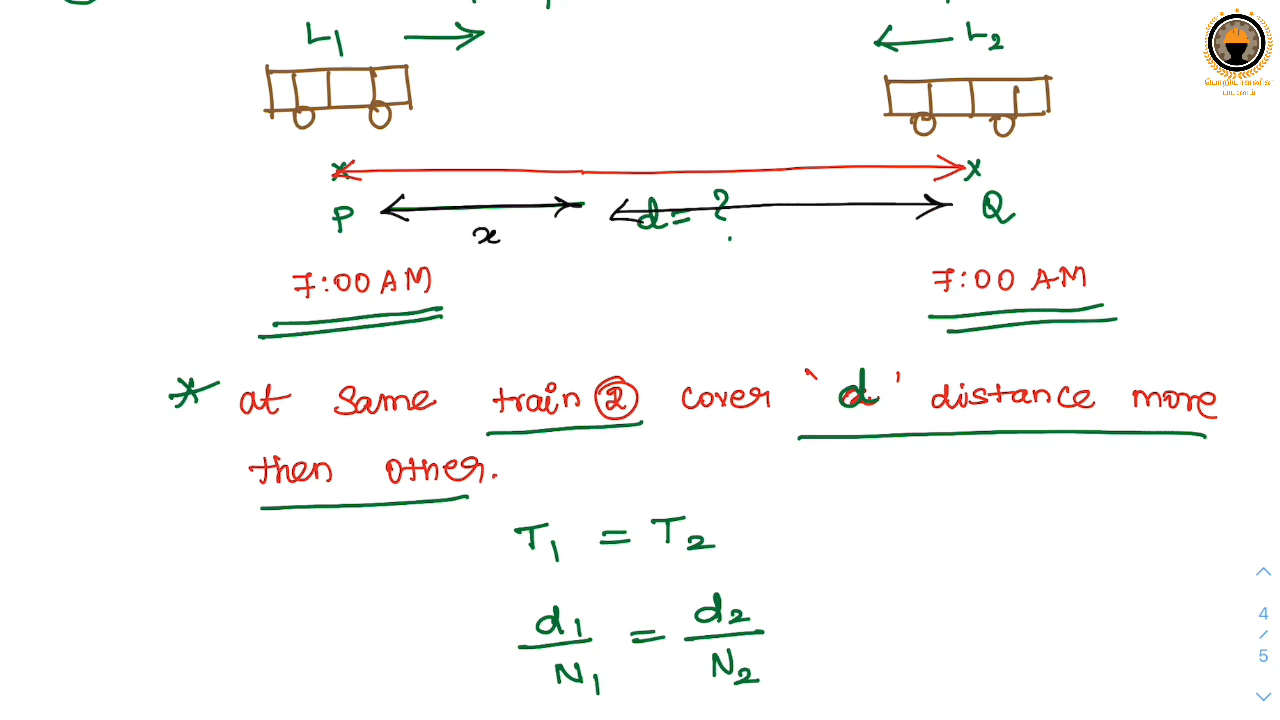 L1 → ← L2
x x
P d = ? Q
x
7:00 AM 7:00 AM
* at same train ② cover 'd' distance more
then other.
T1 = T2
d1/N1 = d2/N2
4
/
5